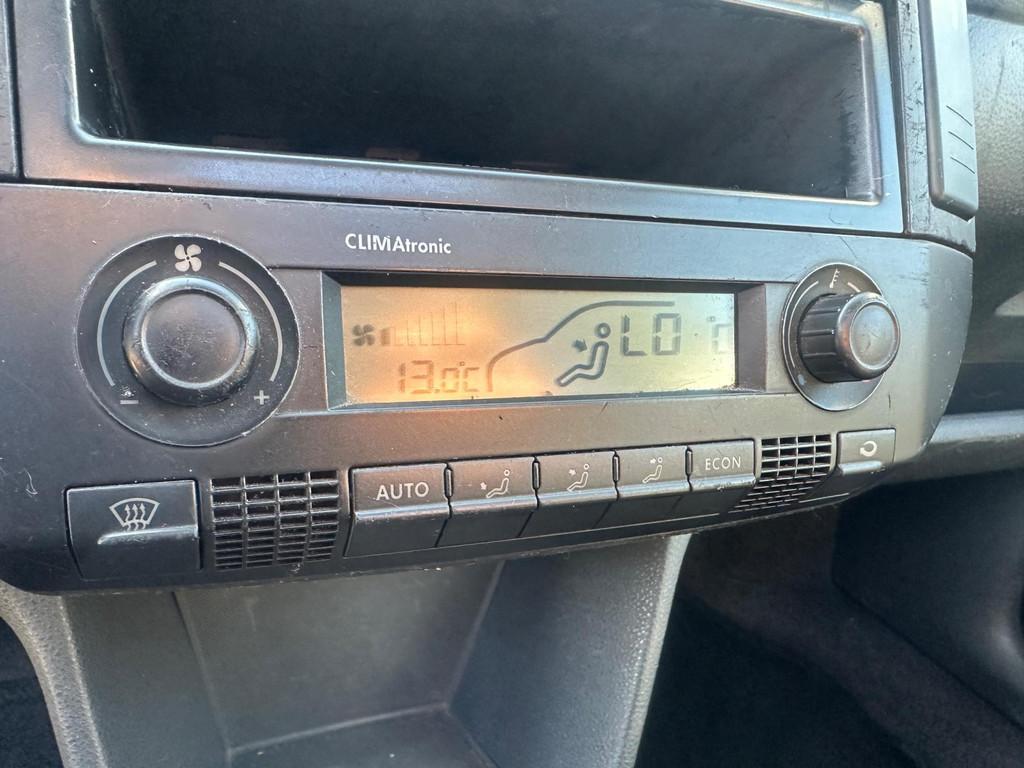 CLIMAtronic
LO °C
13.0°C
AUTO
ECON
- +